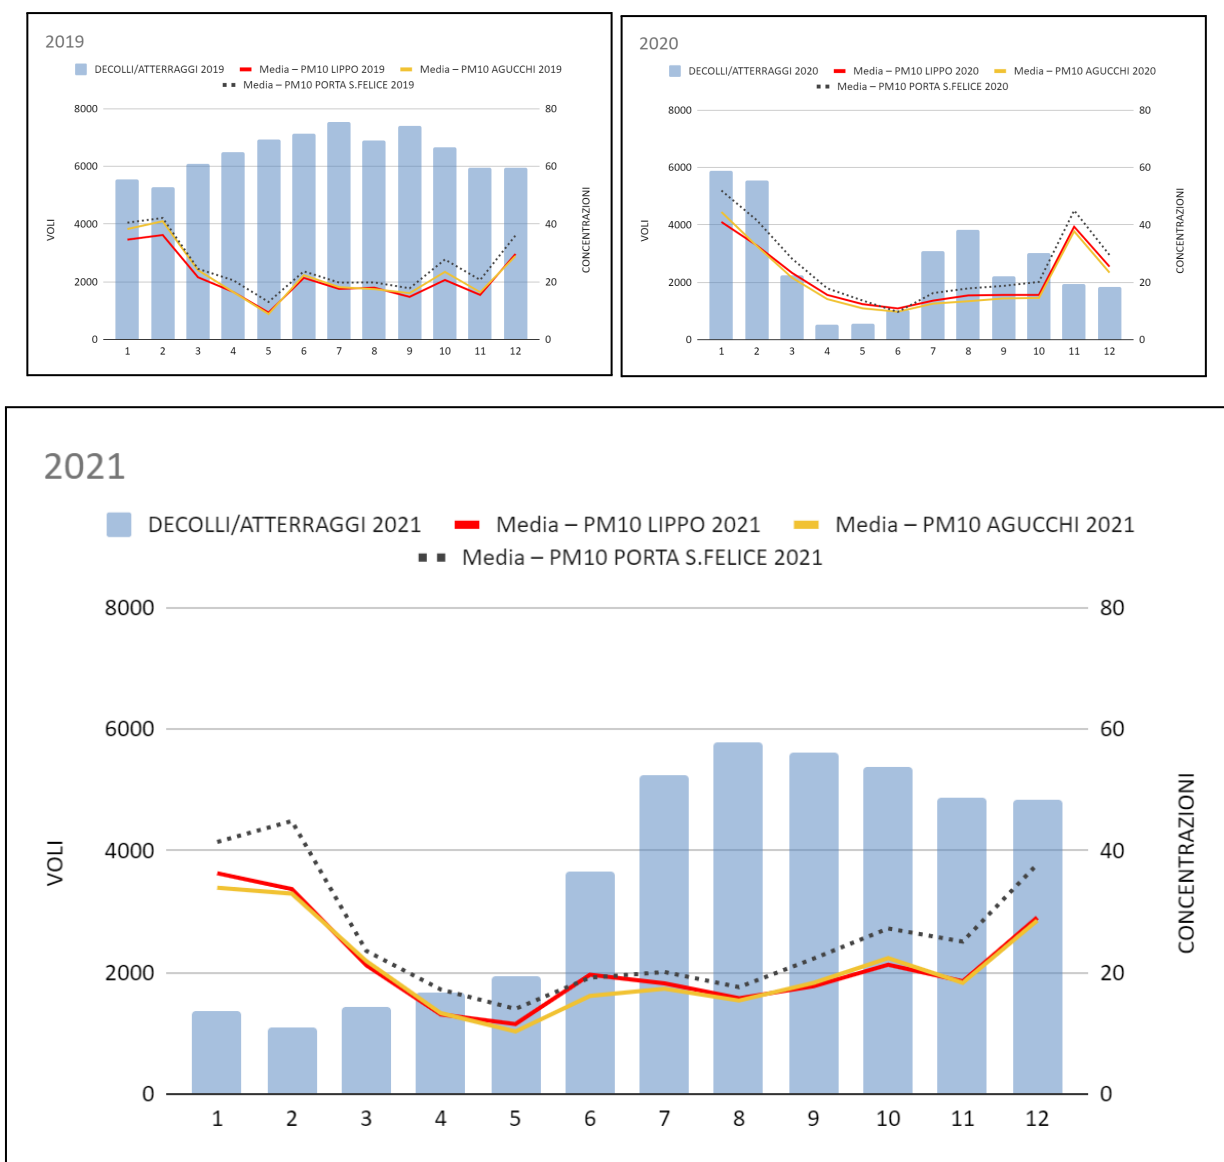 2019
DECOLLI/ATTERRAGGI 2019 Media – PM10 LIPPO 2019 Media – PM10 AGUCCHI 2019
Media – PM10 PORTA S.FELICE 2019
8000 80
6000 60
4000 40
2000 20
0 0
VOLI
CONCENTRAZIONI
1 2 3 4 5 6 7 8 9 10 11 12
2020
DECOLLI/ATTERRAGGI 2020 Media – PM10 LIPPO 2020 Media – PM10 AGUCCHI 2020
Media – PM10 PORTA S.FELICE 2020
8000 80
6000 60
4000 40
2000 20
0 0
VOLI
CONCENTRAZIONI
1 2 3 4 5 6 7 8 9 10 11 12
2021
DECOLLI/ATTERRAGGI 2021 Media – PM10 LIPPO 2021 Media – PM10 AGUCCHI 2021
Media – PM10 PORTA S.FELICE 2021
8000 80
6000 60
4000 40
2000 20
0 0
VOLI
CONCENTRAZIONI
1 2 3 4 5 6 7 8 9 10 11 12